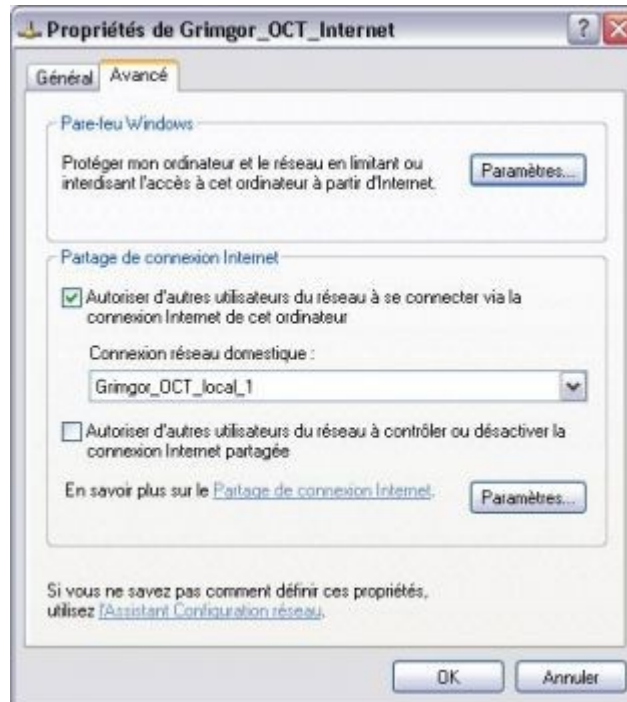 Propriétés de Grimgor_OCT_Internet
Général
Avancé
Pare-feu Windows
Protéger mon ordinateur et le réseau en limitant ou
interdisant l'accès à cet ordinateur à partir d'Internet.
Paramètres...
Partage de connexion Internet
Autoriser d'autres utilisateurs du réseau à se connecter via la
connexion Internet de cet ordinateur
Connexion réseau domestique :
Grimgor_OCT_local_1
Autoriser d'autres utilisateurs du réseau à contrôler ou désactiver la
connexion Internet partagée
En savoir plus sur le Partage de connexion Internet.
Paramètres...
Si vous ne savez pas comment définir ces propriétés,
utilisez l'Assistant Configuration réseau.
OK
Annuler